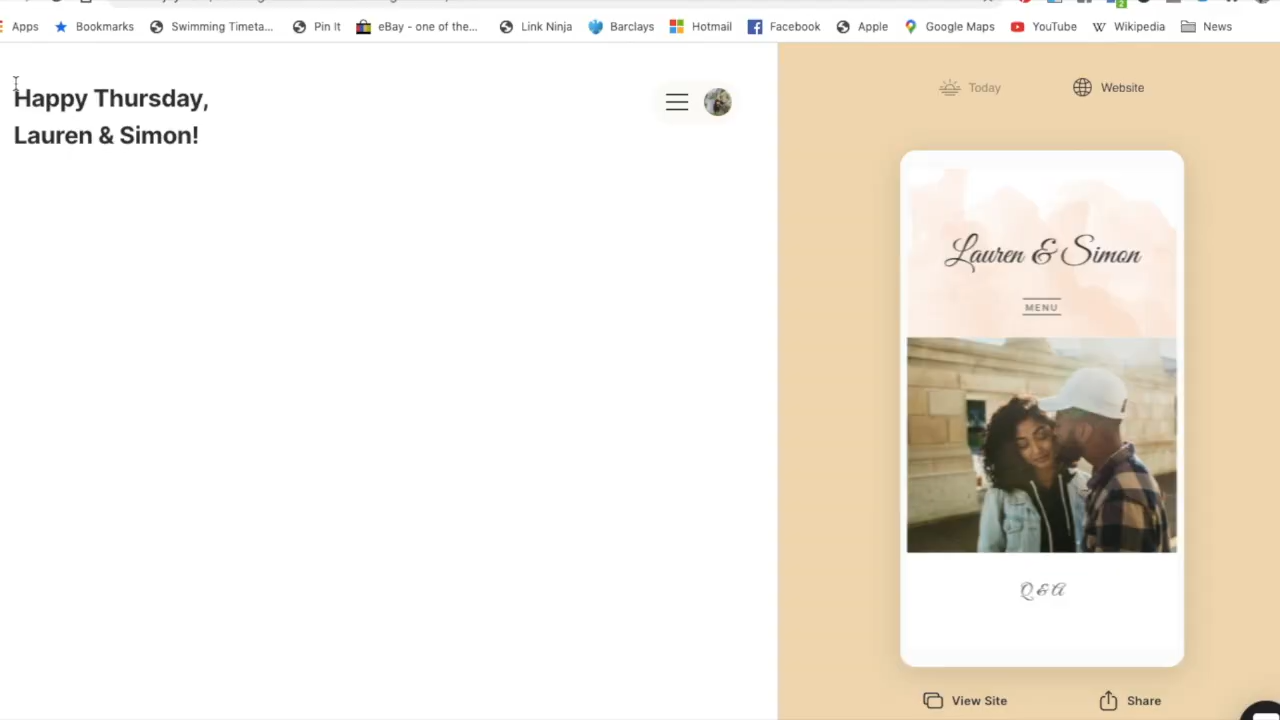 Apps Bookmarks Swimming Timeta... Pin It eBay - one of the... Link Ninja Barclays Hotmail Facebook Apple Google Maps YouTube Wikipedia News
Happy Thursday,
Lauren & Simon!
Today Website
Lauren & Simon
MENU
Q & A
View Site Share